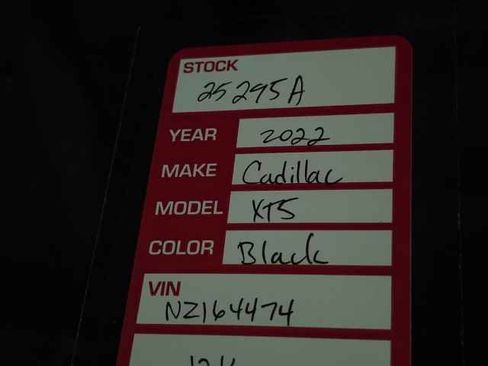 STOCK
25295A
YEAR 2022
MAKE Cadillac
MODEL XT5
COLOR Black
VIN
NZ164474